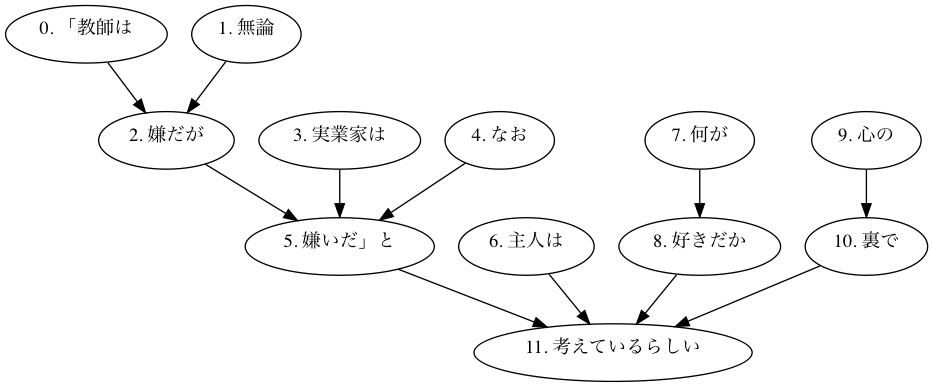 0. 「教師は
1. 無論
2. 嫌だが
3. 実業家は
4. なお
7. 何が
9. 心の
5. 嫌いだ」と
6. 主人は
8. 好きだか
10. 裏で
11. 考えているらしい